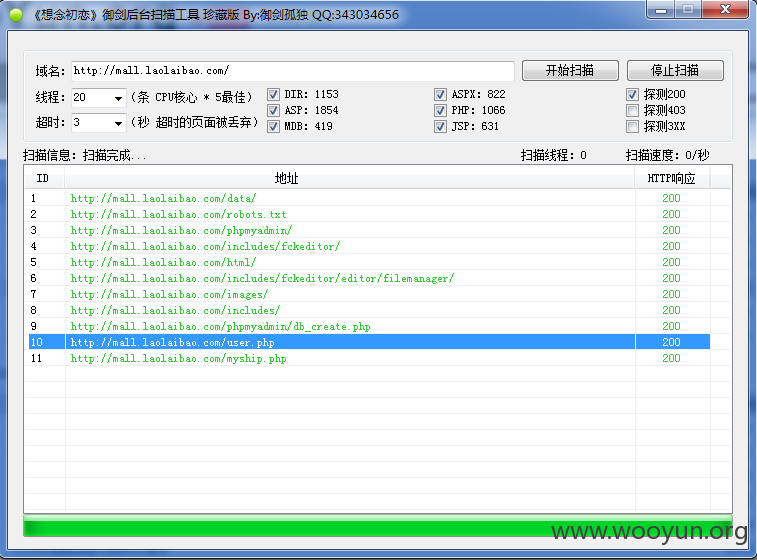 《想念初恋》御剑后台扫描工具 珍藏版 By:御剑孤独 QQ:343034656
域名: http://mall.laolaibao.com/ 开始扫描 停止扫描
线程: 20 (条 CPU核心 * 5最佳) DIR: 1153 ASPX: 822 探测200
ASP: 1854 PHP: 1066 探测403
超时: 3 (秒 超时的页面被丢弃) MDB: 419 JSP: 631 探测3XX
扫描信息: 扫描完成... 扫描线程: 0 扫描速度: 0/秒
ID 地址 HTTP响应
1 http://mall.laolaibao.com/data/ 200
2 http://mall.laolaibao.com/robots.txt 200
3 http://mall.laolaibao.com/phpmyadmin/ 200
4 http://mall.laolaibao.com/includes/fckeditor/ 200
5 http://mall.laolaibao.com/html/ 200
6 http://mall.laolaibao.com/includes/fckeditor/editor/filemanager/ 200
7 http://mall.laolaibao.com/images/ 200
8 http://mall.laolaibao.com/includes/ 200
9 http://mall.laolaibao.com/phpmyadmin/db_create.php 200
10 http://mall.laolaibao.com/user.php 200
11 http://mall.laolaibao.com/myship.php 200
www.wooyun.org